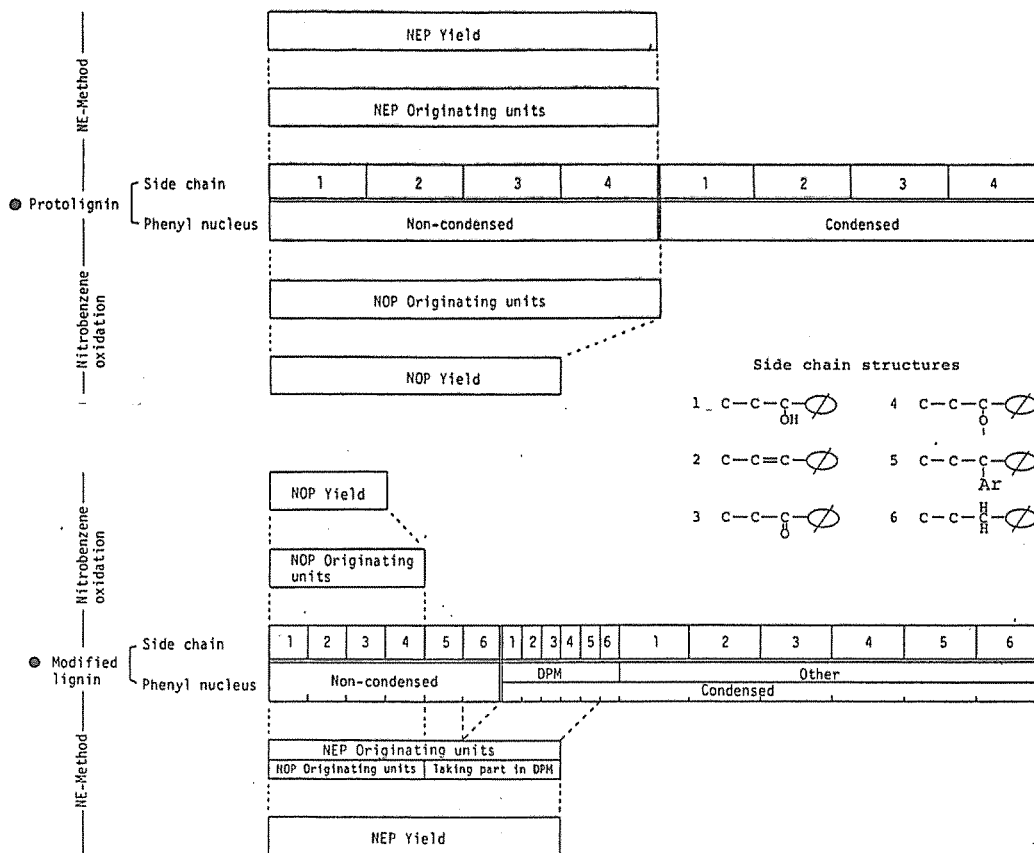 NE-Method
NEP Yield
NEP Originating units
Protolignin
Side chain
1 2 3 4 1 2 3 4
Phenyl nucleus
Non-condensed Condensed
Nitrobenzene
oxidation
NOP Originating units
NOP Yield
Side chain structures
1 C-C-C-
OH
4 C-C-C-
O
2 C-C=C-
5 C-C-C-
Ar
3 C-C-C-
O
6 C-C-C-
H
H
Nitrobenzene
oxidation
NOP Yield
NOP Originating
units
Modified
lignin
Side chain
1 2 3 4 5 6 1 2 3 4 5 6 1 2 3 4 5 6
Phenyl nucleus
Non-condensed
DPM Other
Condensed
NE-Method
NEP Originating units
NOP Originating units Taking part in DPM
NEP Yield